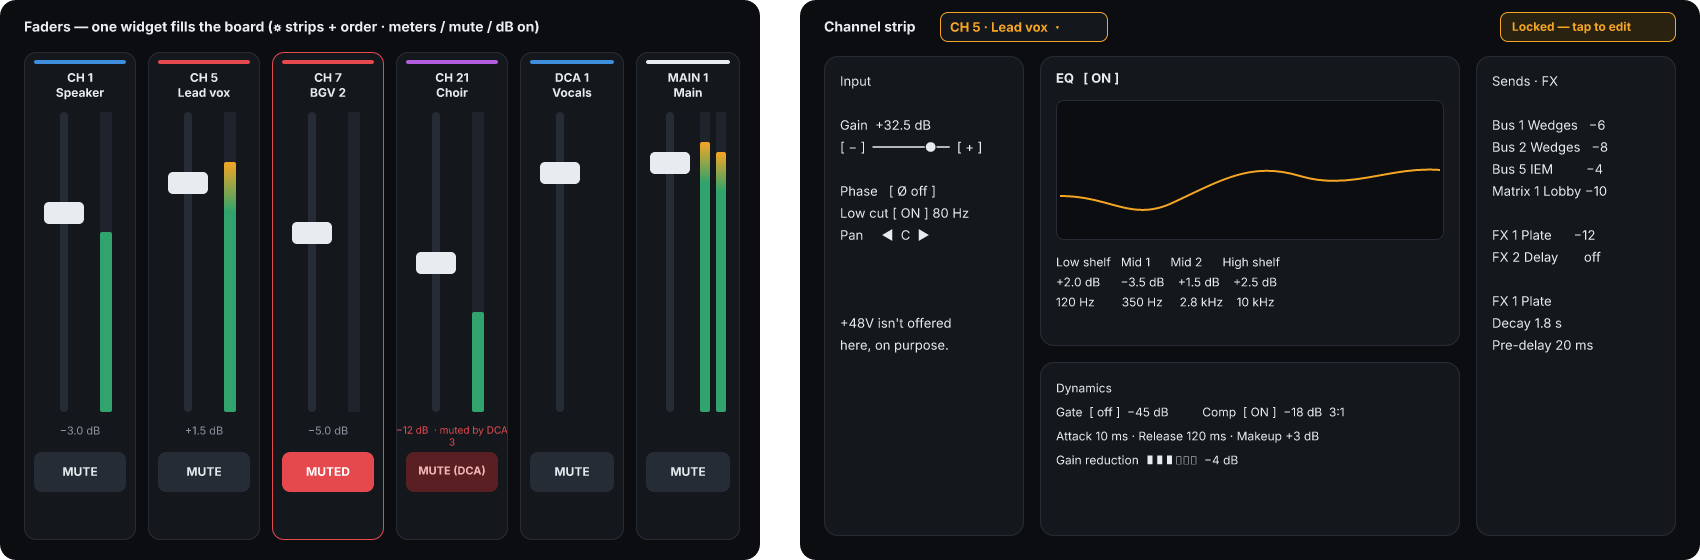 Faders — one widget fills the board (⚙ strips + order · meters / mute / dB on)
CH 1
Speaker
−3.0 dB
MUTE
CH 5
Lead vox
+1.5 dB
MUTE
CH 7
BGV 2
−5.0 dB
MUTED
CH 21
Choir
−12 dB · muted by DCA
3
MUTE (DCA)
DCA 1
Vocals
MUTE
MAIN 1
Main
MUTE
Channel strip
CH 5 · Lead vox
Locked — tap to edit
Input
Gain +32.5 dB
[ − ] [ + ]
Phase [ Ø off ]
Low cut [ ON ] 80 Hz
Pan ◀ C ▶
+48V isn't offered
here, on purpose.
EQ [ ON ]
Low shelf Mid 1 Mid 2 High shelf
+2.0 dB −3.5 dB +1.5 dB +2.5 dB
120 Hz 350 Hz 2.8 kHz 10 kHz
Dynamics
Gate [ off ] −45 dB Comp [ ON ] −18 dB 3:1
Attack 10 ms · Release 120 ms · Makeup +3 dB
Gain reduction ▮▮▮▯▯▯ −4 dB
Sends · FX
Bus 1 Wedges −6
Bus 2 Wedges −8
Bus 5 IEM −4
Matrix 1 Lobby −10
FX 1 Plate −12
FX 2 Delay off
FX 1 Plate
Decay 1.8 s
Pre-delay 20 ms